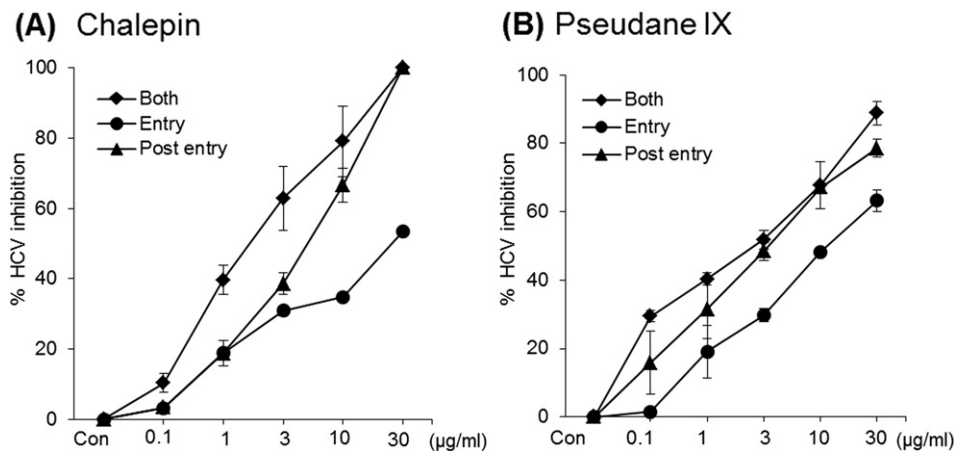 (A) Chalepin
% HCV inhibition
100
80
60
40
20
0
Both
Entry
Post entry
Con 0.1 1 3 10 30 (µg/ml)
(B) Pseudane IX
% HCV inhibition
100
80
60
40
20
0
Both
Entry
Post entry
Con 0.1 1 3 10 30 (µg/ml)